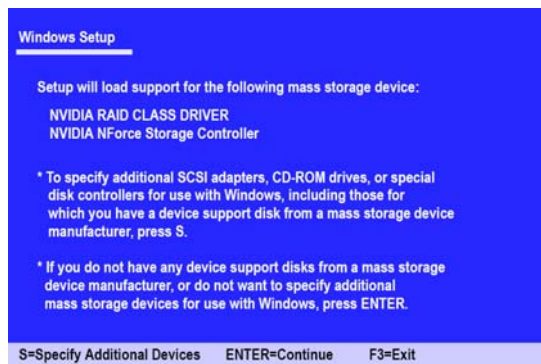 Windows Setup
Setup will load support for the following mass storage device:
NVIDIA RAID CLASS DRIVER
NVIDIA NForce Storage Controller
* To specify additional SCSI adapters, CD-ROM drives, or special
disk controllers for use with Windows, including those for
which you have a device support disk from a mass storage device
manufacturer, press S.
* If you do not have any device support disks from a mass storage
device manufacturer, or do not want to specify additional
mass storage devices for use with Windows, press ENTER.
S=Specify Additional Devices ENTER=Continue F3=Exit